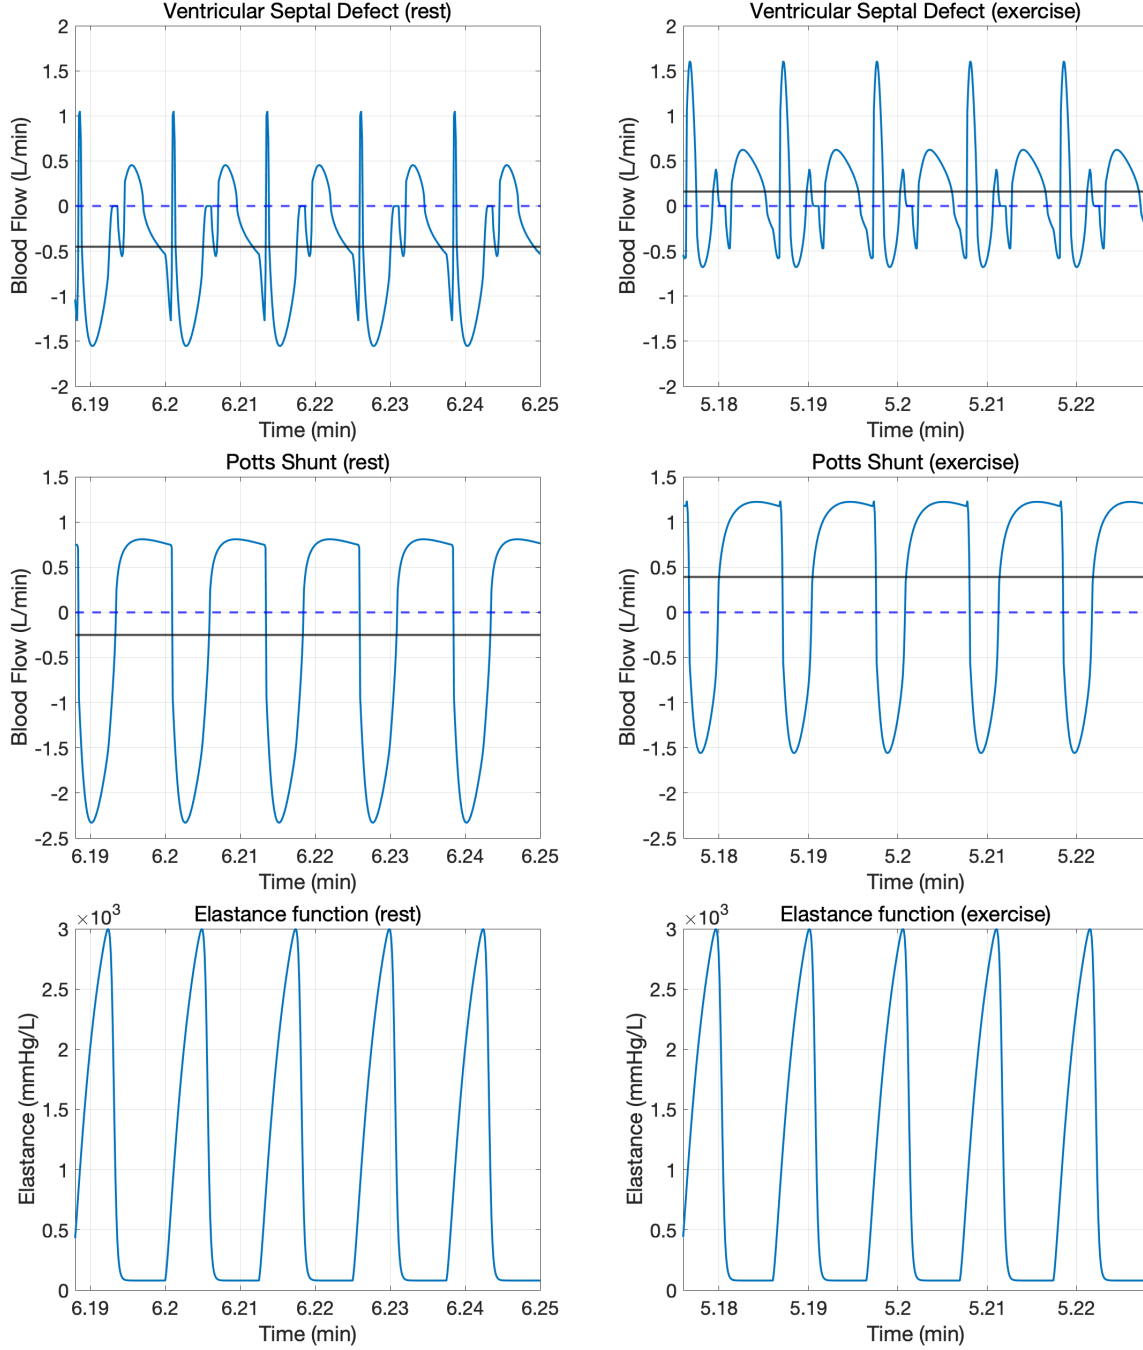 Ventricular Septal Defect (rest)
2
1.5
1
0.5
0
-0.5
-1
-1.5
-2
Blood Flow (L/min)
6.19 6.2 6.21 6.22 6.23 6.24 6.25
Time (min)
Ventricular Septal Defect (exercise)
2
1.5
1
0.5
0
-0.5
-1
-1.5
-2
Blood Flow (L/min)
5.18 5.19 5.2 5.21 5.22
Time (min)
Potts Shunt (rest)
1.5
1
0.5
0
-0.5
-1
-1.5
-2
-2.5
Blood Flow (L/min)
6.19 6.2 6.21 6.22 6.23 6.24 6.25
Time (min)
Potts Shunt (exercise)
1.5
1
0.5
0
-0.5
-1
-1.5
-2
-2.5
Blood Flow (L/min)
5.18 5.19 5.2 5.21 5.22
Time (min)
Elastance function (rest)
×10³
3
2.5
2
1.5
1
0.5
0
Elastance (mmHg/L)
6.19 6.2 6.21 6.22 6.23 6.24 6.25
Time (min)
Elastance function (exercise)
×10³
3
2.5
2
1.5
1
0.5
0
Elastance (mmHg/L)
5.18 5.19 5.2 5.21 5.22
Time (min)